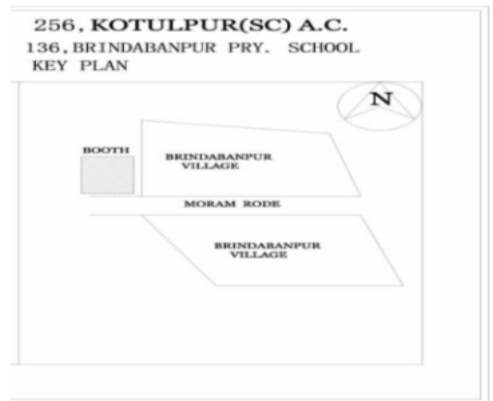 256, KOTULPUR(SC) A.C.
136, BRINDABANPUR PRY. SCHOOL
KEY PLAN
N
BOOTH
BRINDABANPUR
VILLAGE
MORAM RODE
BRINDABANPUR
VILLAGE